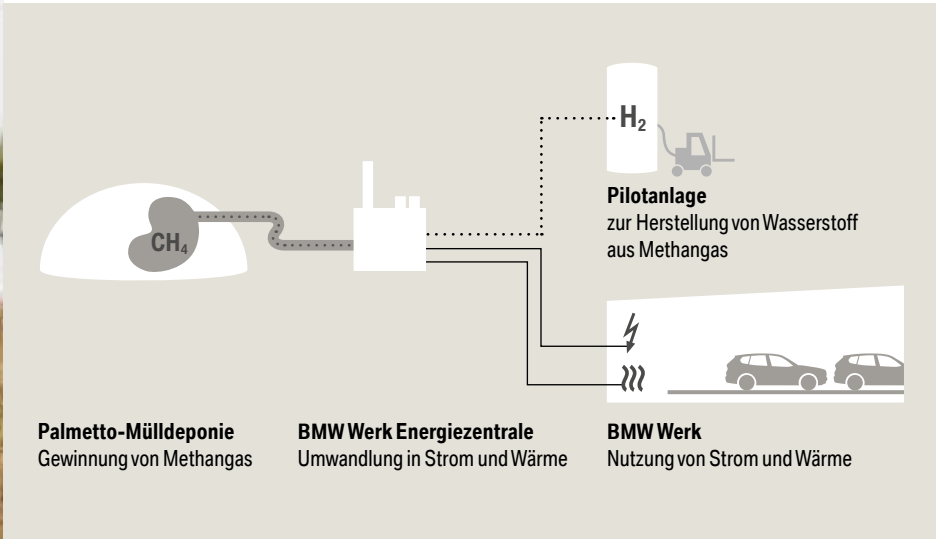 H₂
Pilotanlage
zur Herstellung von Wasserstoff
aus Methangas
CH₄
Palmetto-Mülldeponie
Gewinnung von Methangas
BMW Werk Energiezentrale
Umwandlung in Strom und Wärme
BMW Werk
Nutzung von Strom und Wärme